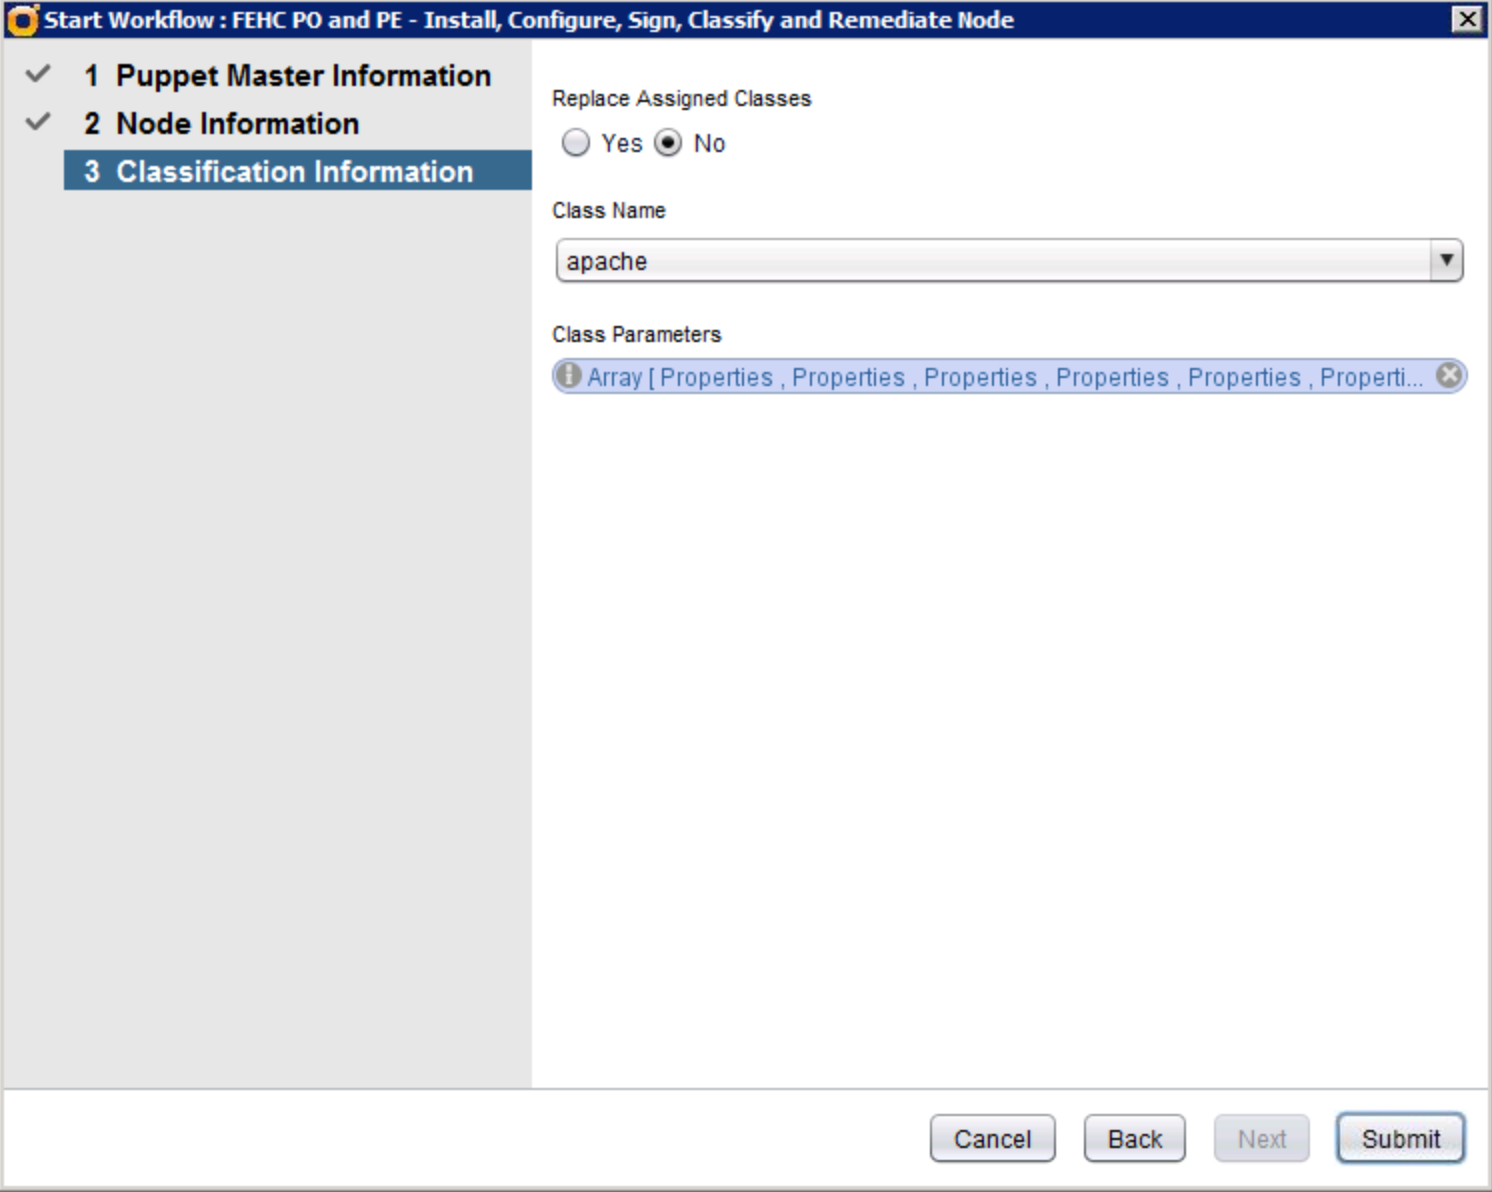 Start Workflow : FEHC PO and PE - Install, Configure, Sign, Classify and Remediate Node
1 Puppet Master Information
2 Node Information
3 Classification Information
Replace Assigned Classes
Yes No
Class Name
apache
Class Parameters
Array [ Properties , Properties , Properties , Properties , Properties , Properti...
Cancel Back Next Submit